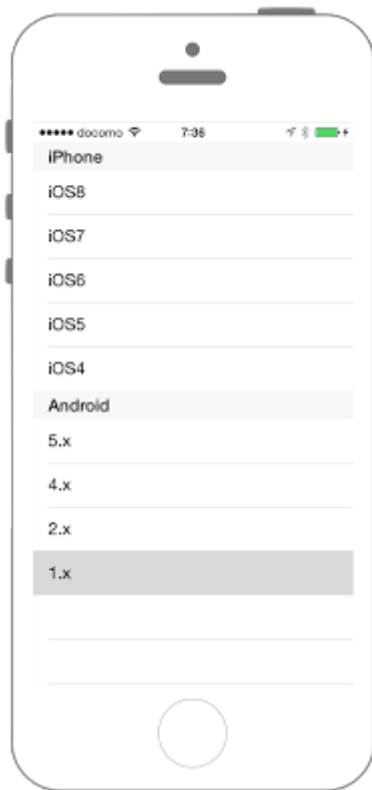 docomo 7:36
iPhone
iOS8
iOS7
iOS6
iOS5
iOS4
Android
5.x
4.x
2.x
1.x